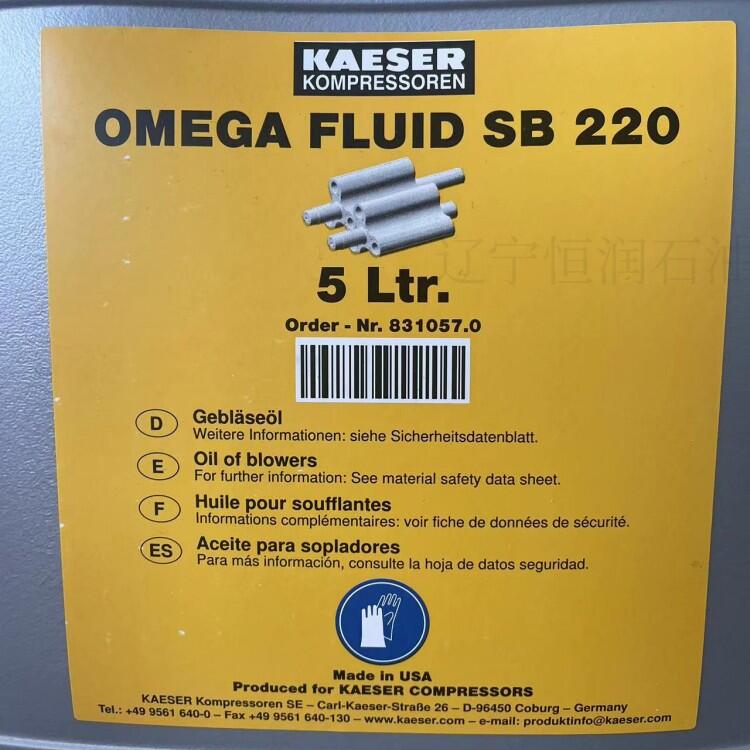 KAESER
KOMPRESSOREN
OMEGA FLUID SB 220
辽宁恒润石油
5 Ltr.
Order - Nr. 831057.0
D Gebläseöl
Weitere Informationen: siehe Sicherheitsdatenblatt.
E Oil of blowers
For further information: See material safety data sheet.
F Huile pour soufflantes
Informations complémentaires: voir fiche de données de sécurité.
ES Aceite para sopladores
Para más información, consulte la hoja de datos seguridad.
Made in USA
Produced for KAESER COMPRESSORS
KAESER Kompressoren SE – Carl-Kaeser-Straße 26 – D-96450 Coburg – Germany
Tel.: +49 9561 640-0 – Fax +49 9561 640-130 – www.kaeser.com – e-mail: produktinfo@kaeser.com